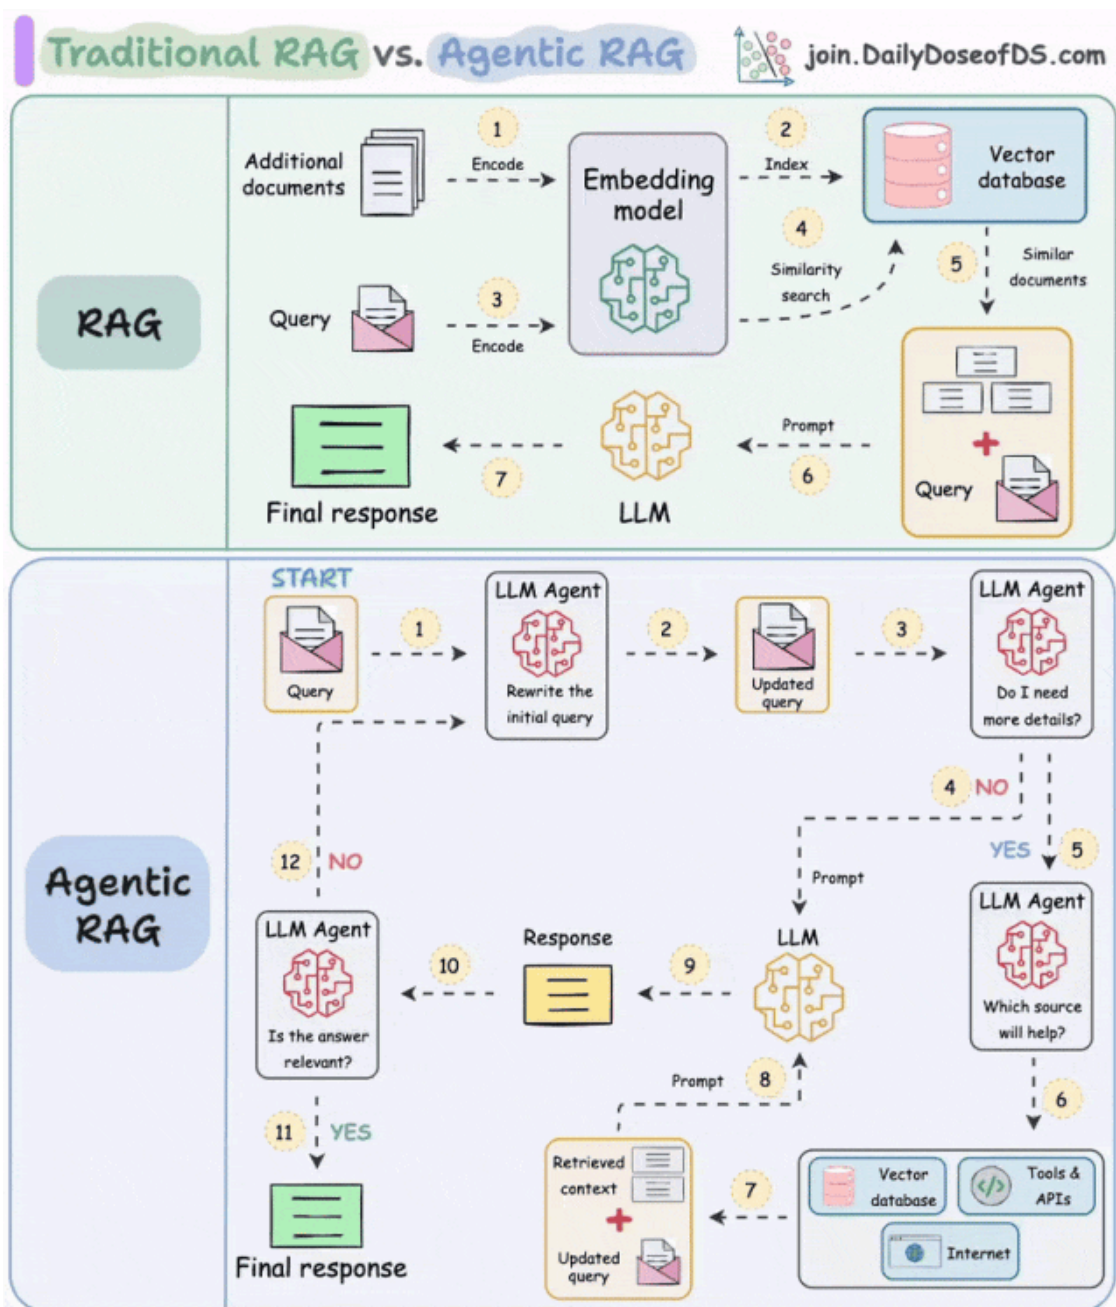 Traditional RAG vs. Agentic RAG
join.DailyDoseofDS.com
RAG
Additional
documents
1
Encode
Embedding
model
2
Index
Vector
database
Query
3
Encode
4
Similarity
search
5
Similar
documents
Query
Prompt
6
LLM
7
Final response
Agentic
RAG
START
Query
1
LLM Agent
Rewrite the
initial query
2
Updated
query
3
LLM Agent
Do I need
more details?
4 NO
Prompt
YES 5
LLM Agent
Which source
will help?
6
Vector
database
Tools &
APIs
Internet
7
Retrieved
context
Updated
query
Prompt 8
LLM
9
Response
10
LLM Agent
Is the answer
relevant?
11 YES
Final response
12 NO